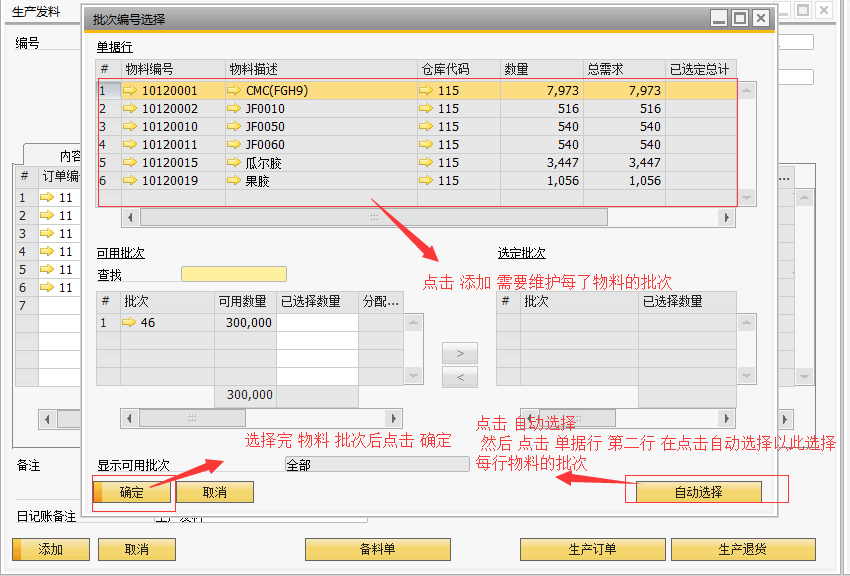 生产发料
批次编号选择
编号
单据行
# 物料编号 物料描述 仓库代码 数量 总需求 已选定总计
1 10120001 CMC(FGH9) 115 7,973 7,973
2 10120002 JF0010 115 516 516
3 10120010 JF0050 115 540 540
4 10120011 JF0060 115 540 540
5 10120015 瓜尔胶 115 3,447 3,447
6 10120019 果胶 115 1,056 1,056
内容
# 订单编
1 11
2 11
3 11
4 11
5 11
6 11
7
...
可用批次
选定批次
查找
点击 添加 需要维护每了物料的批次
# 批次 可用数量 已选择数量 分配...
1 46 300,000
300,000
# 批次 已选择数量
>
<
点击 自动选择
然后 点击 单据行 第二行 在点击自动选择以此选择
每行物料的批次
选择完 物料 批次后点击 确定
显示可用批次
全部
确定
取消
自动选择
备注
日记账备注
生产发料
添加
取消
备料单
生产订单
生产退货